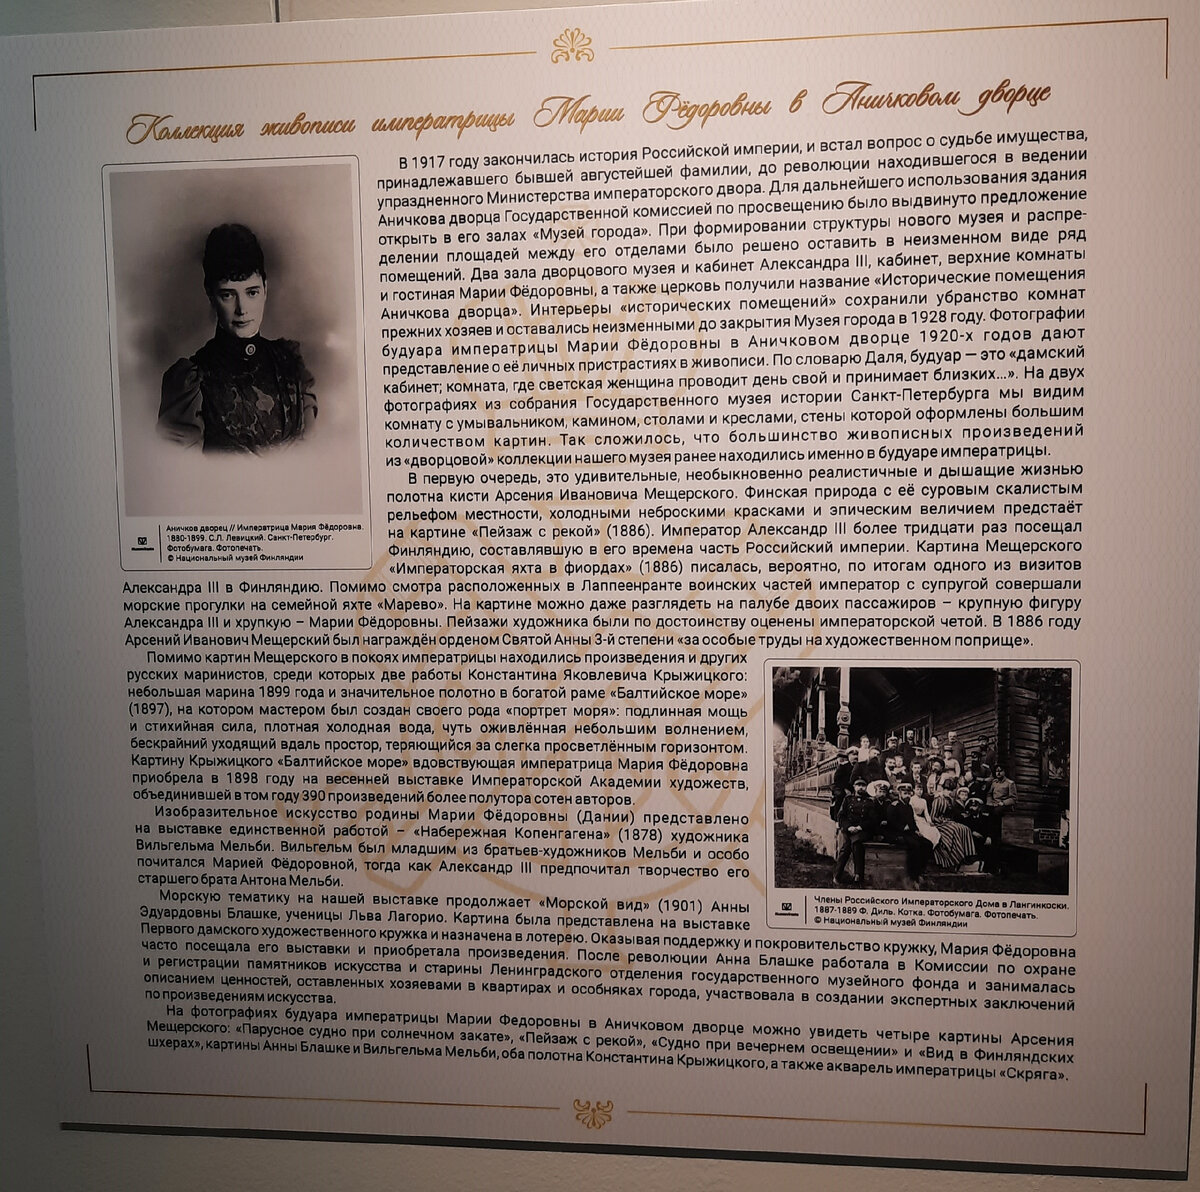 Коллекция живописи императрицы Марии Фёдоровны в Аничковом дворце
В 1917 году закончилась история Российской империи, и встал вопрос о судьбе имущества,
принадлежавшего бывшей августейшей фамилии, до революции находившегося в ведении
упраздненного Министерства императорского двора. Для дальнейшего использования здания
Аничкова дворца Государственной комиссией по просвещению было выдвинуто предложение
открыть в его залах «Музей города». При формировании структуры нового музея и распре-
делении площадей между его отделами было решено оставить в неизменном виде ряд
помещений. Два зала дворцового музея и кабинет Александра III, кабинет, верхние комнаты
и гостиная Марии Фёдоровны, а также церковь получили название «Исторические помещения
Аничкова дворца». Интерьеры «исторических помещений» сохранили убранство комнат
прежних хозяев и оставались неизменными до закрытия Музея города в 1928 году. Фотографии
будуара императрицы Марии Фёдоровны в Аничковом дворце 1920-х годов дают
представление о её личных пристрастиях в живописи. По словарю Даля, будуар — это «дамский
кабинет; комната, где светская женщина проводит день свой и принимает близких...». На двух
фотографиях из собрания Государственного музея истории Санкт-Петербурга мы видим
комнату с умывальником, камином, столами и креслами, стены которой оформлены большим
количеством картин. Так сложилось, что большинство живописных произведений
из «дворцовой» коллекции нашего музея ранее находились именно в будуаре императрицы.
В первую очередь, это удивительные, необыкновенно реалистичные и дышащие жизнью
полотна кисти Арсения Ивановича Мещерского. Финская природа с её суровым скалистым
рельефом местности, холодными неброскими красками и эпическим величием предстаёт
на картине «Пейзаж с рекой» (1886). Император Александр III более тридцати раз посещал
Финляндию, составлявшую в его времена часть Российский империи. Картина Мещерского
«Императорская яхта в фиордах» (1886) писалась, вероятно, по итогам одного из визитов
Аничков дворец // Императрица Мария Фёдоровна.
1880-1899. С.Л. Левицкий. Санкт-Петербург.
Фотобумага. Фотопечать.
© Национальный музей Финляндии
Александра III в Финляндию. Помимо смотра расположенных в Лаппеенранте воинских частей император с супругой совершали
морские прогулки на семейной яхте «Марево». На картине можно даже разглядеть на палубе двоих пассажиров – крупную фигуру
Александра III и хрупкую – Марии Фёдоровны. Пейзажи художника были по достоинству оценены императорской четой. В 1886 году
Арсений Иванович Мещерский был награждён орденом Святой Анны 3-й степени «за особые труды на художественном поприще».
Помимо картин Мещерского в покоях императрицы находились произведения и других
русских маринистов, среди которых две работы Константина Яковлевича Крыжицкого:
небольшая марина 1899 года и значительное полотно в богатой раме «Балтийское море»
(1897), на котором мастером был создан своего рода «портрет моря»: подлинная мощь
и стихийная сила, плотная холодная вода, чуть оживлённая небольшим волнением,
бескрайний уходящий вдаль простор, теряющийся за слегка просветлённым горизонтом.
Картину Крыжицкого «Балтийское море» вдовствующая императрица Мария Фёдоровна
приобрела в 1898 году на весенней выставке Императорской Академии художеств,
объединившей в том году 390 произведений более полутора сотен авторов.
Изобразительное искусство родины Марии Фёдоровны (Дании) представлено
на выставке единственной работой – «Набережная Копенгагена» (1878) художника
Вильгельма Мельби. Вильгельм был младшим из братьев-художников Мельби и особо
почитался Марией Фёдоровной, тогда как Александр III предпочитал творчество его
старшего брата Антона Мельби.
Морскую тематику на нашей выставке продолжает «Морской вид» (1901) Анны
Эдуардовны Блашке, ученицы Льва Лагорио. Картина была представлена на выставке
Члены Российского Императорского Дома в Лангинкоски.
1887-1889 Ф. Диль. Котка. Фотобумага. Фотопечать.
© Национальный музей Финляндии
Первого дамского художественного кружка и назначена в лотерею. Оказывая поддержку и покровительство кружку, Мария Фёдоровна
часто посещала его выставки и приобретала произведения. После революции Анна Блашке работала в Комиссии по охране
и регистрации памятников искусства и старины Ленинградского отделения государственного музейного фонда и занималась
описанием ценностей, оставленных хозяевами в квартирах и особняках города, участвовала в создании экспертных заключений
по произведениям искусства.
На фотографиях будуара императрицы Марии Федоровны в Аничковом дворце можно увидеть четыре картины Арсения
Мещерского: «Парусное судно при солнечном закате», «Пейзаж с рекой», «Судно при вечернем освещении» и «Вид в Финляндских
шхерах», картины Анны Блашке и Вильгельма Мельби, оба полотна Константина Крыжицкого, а также акварель императрицы «Скряга».